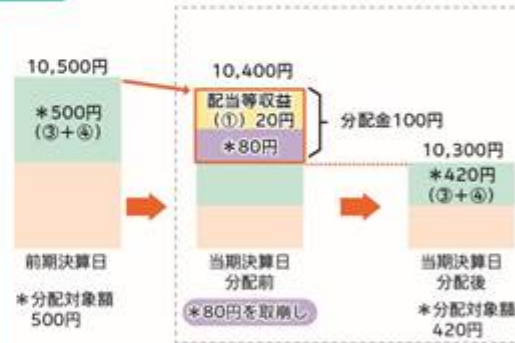 10,500円
*500円
(③+④)
前期決算日
*分配対象額
500円
10,400円
配当等収益
(①) 20円
*80円
分配金100円
当期決算日
分配前
*80円を取崩し
10,300円
*420円
(③+④)
当期決算日
分配後
*分配対象額
420円